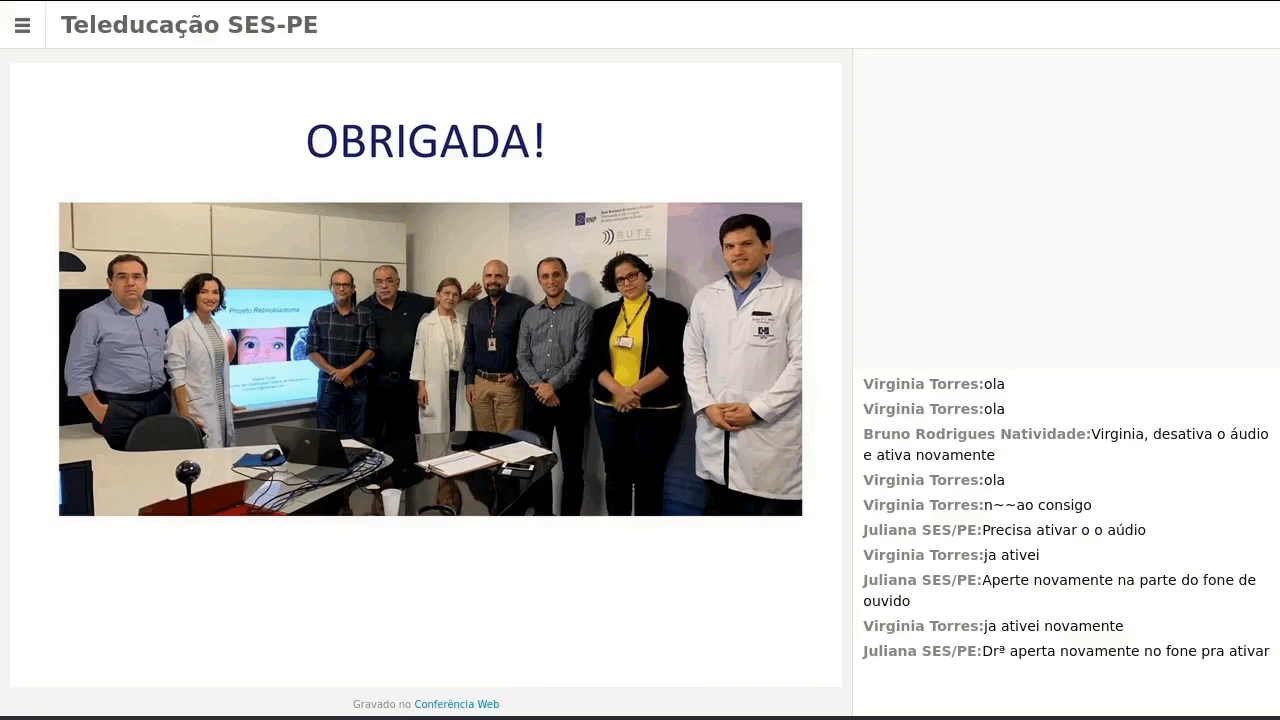 Teleducação SES-PE
OBRIGADA!
RNP
RUTE
Projeto Retinoblastoma
Virginia Torres:ola
Virginia Torres:ola
Bruno Rodrigues Natividade:Virginia, desativa o áudio
e ativa novamente
Virginia Torres:ola
Virginia Torres:n~~ao consigo
Juliana SES/PE:Precisa ativar o o aúdio
Virginia Torres:ja ativei
Juliana SES/PE:Aperte novamente na parte do fone de
ouvido
Virginia Torres:ja ativei novamente
Juliana SES/PE:Drª aperta novamente no fone pra ativar
Gravado no Conferência Web